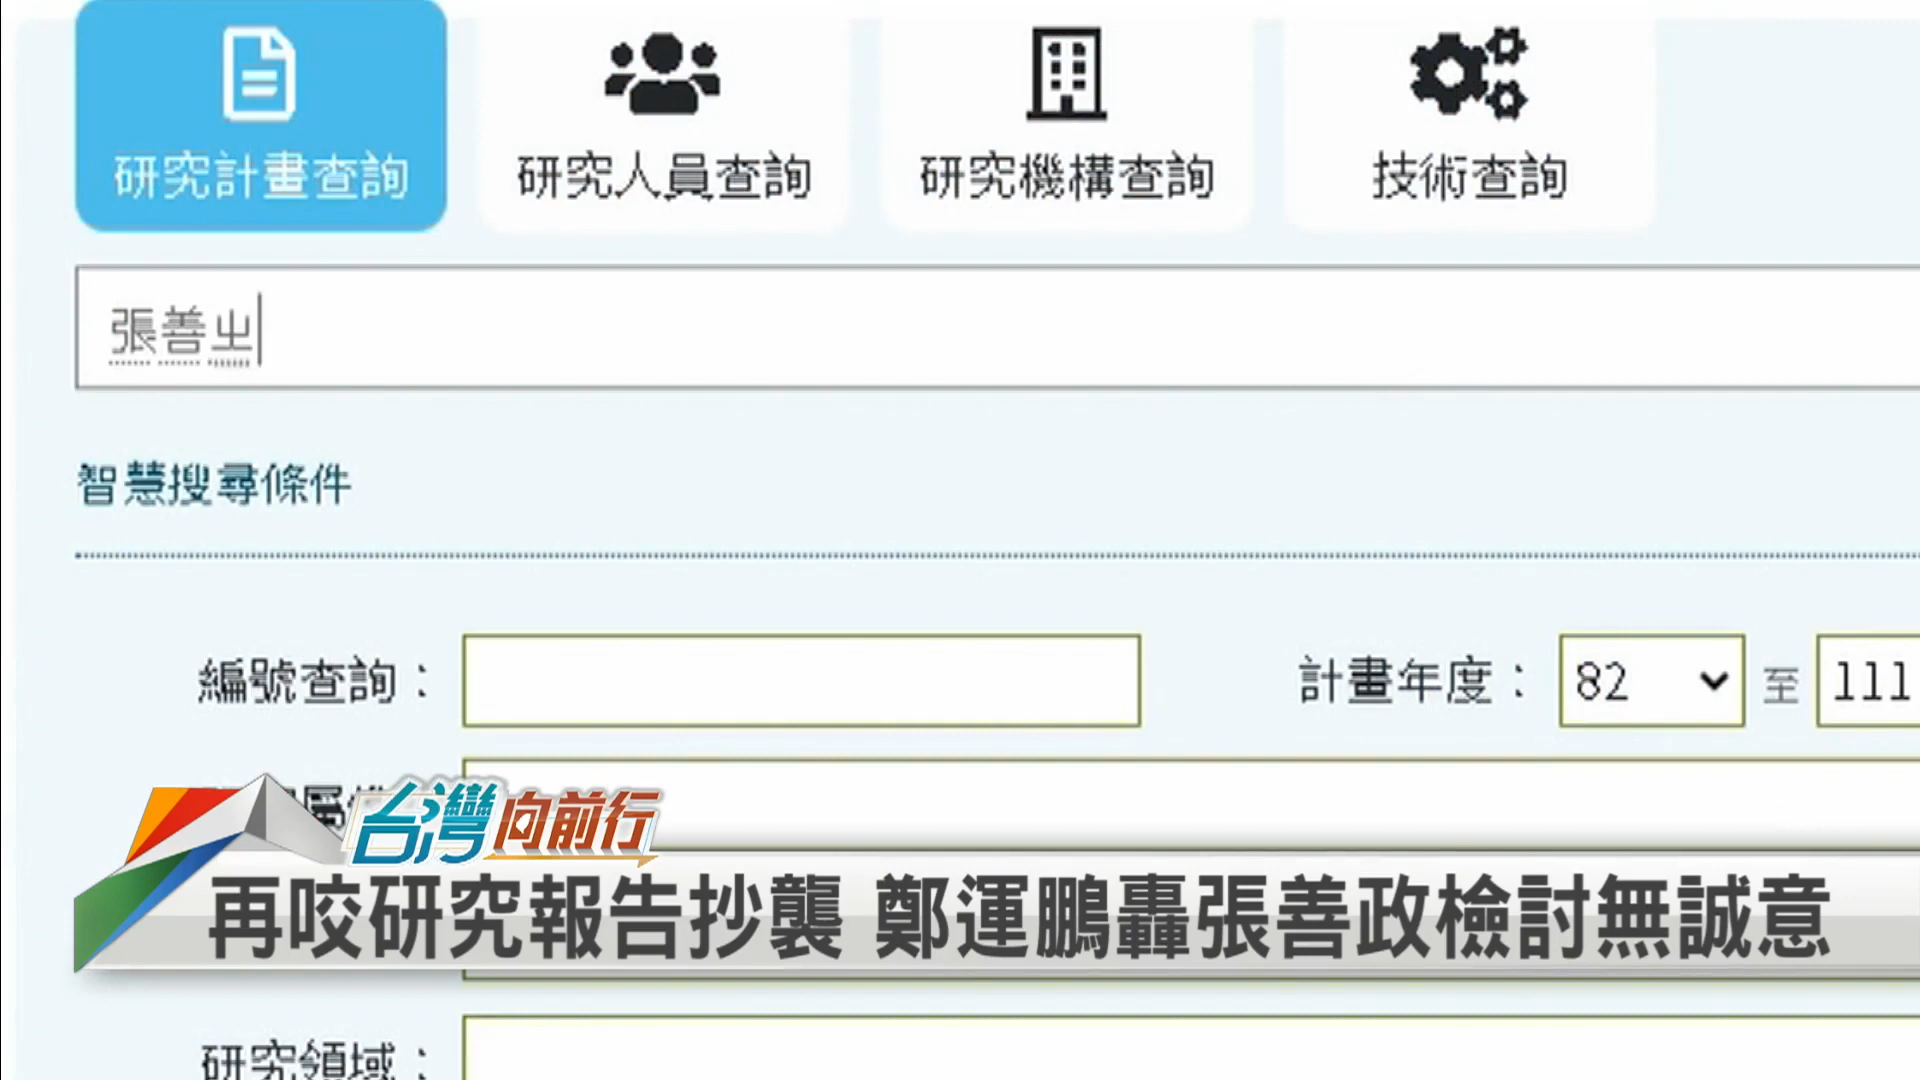 研究計畫查詢 研究人員查詢 研究機構查詢 技術查詢
張善ㄓ
智慧搜尋條件
編號查詢： 計畫年度： 82 至 111
台灣向前行
再咬研究報告抄襲 鄭運鵬轟張善政檢討無誠意
研究領域：